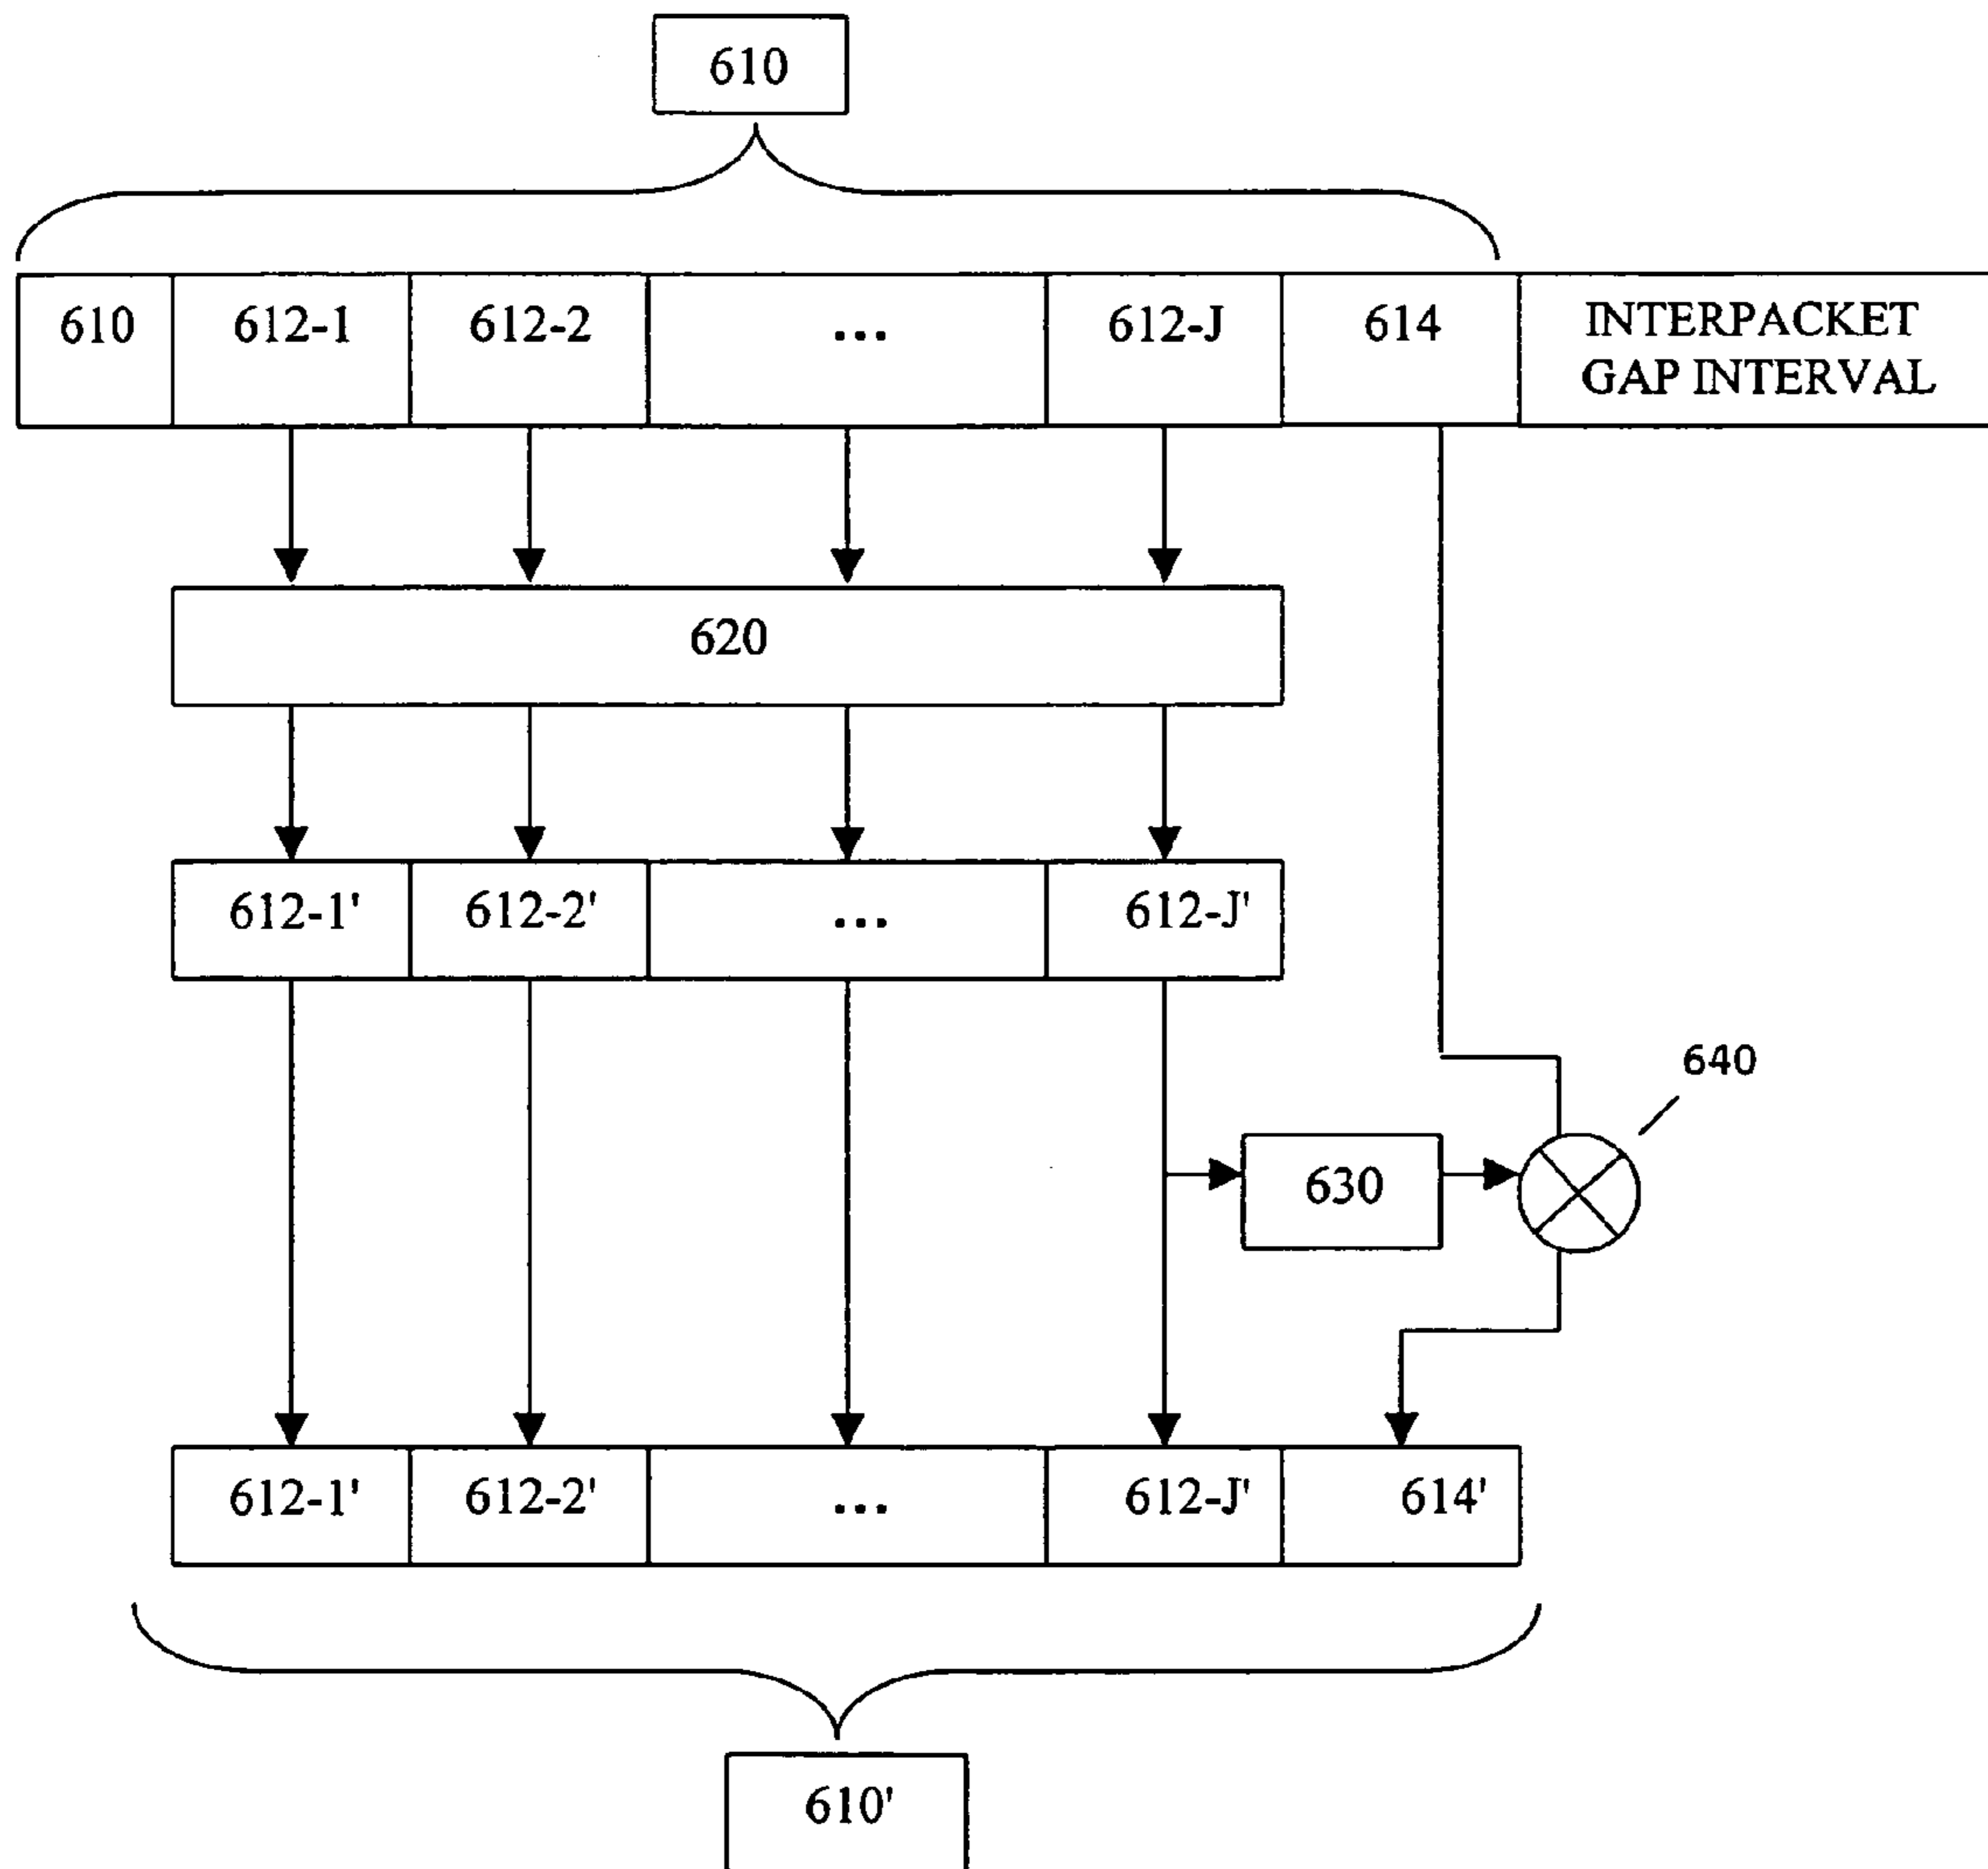 610
610 612-1 612-2 ... 612-J 614 INTERPACKET
GAP INTERVAL
620
612-1' 612-2' ... 612-J'
640
630
612-1' 612-2' ... 612-J' 614'
610'